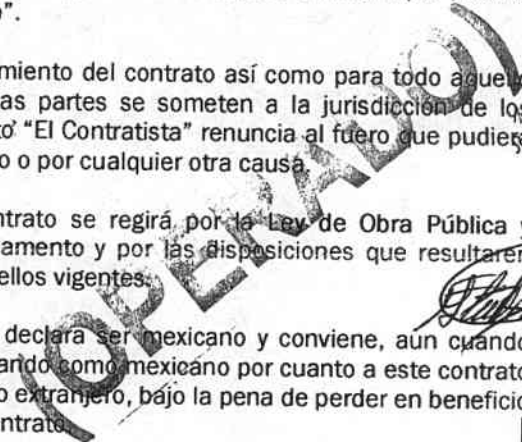 miento del contrato así como para todo aquel
as partes se someten a la jurisdicción de los
"El Contratista" renuncia al fuero que pudiera
o o por cualquier otra causa.
ntrato se regirá por la Ley de Obra Pública y
amento y por las disposiciones que resultaren
ellos vigentes.
declara ser mexicano y conviene, aun cuando
ando como mexicano por cuanto a este contrato
o extranjero, bajo la pena de perder en beneficio
ntrato.
(OPERADO)